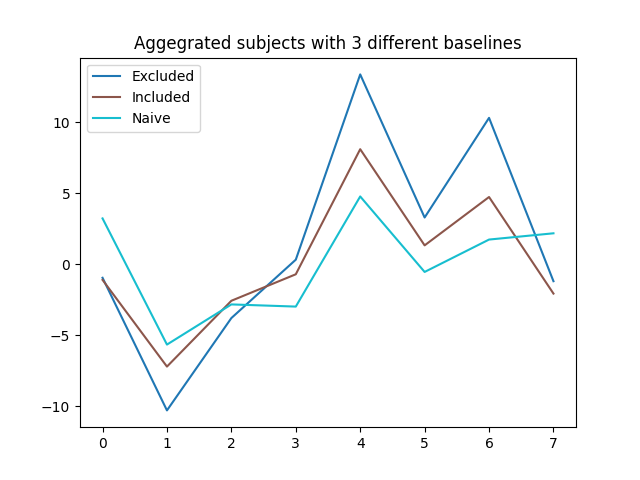 Aggegrated subjects with 3 different baselines
Excluded
Included
Naive
10
5
0
−5
−10
0 1 2 3 4 5 6 7